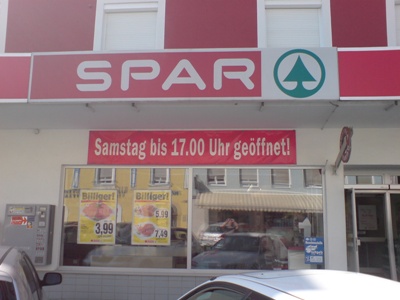 SPAR
Samstag bis 17.00 Uhr geöffnet!
Billiger!
3,99
Billiger!
5,99
7,49